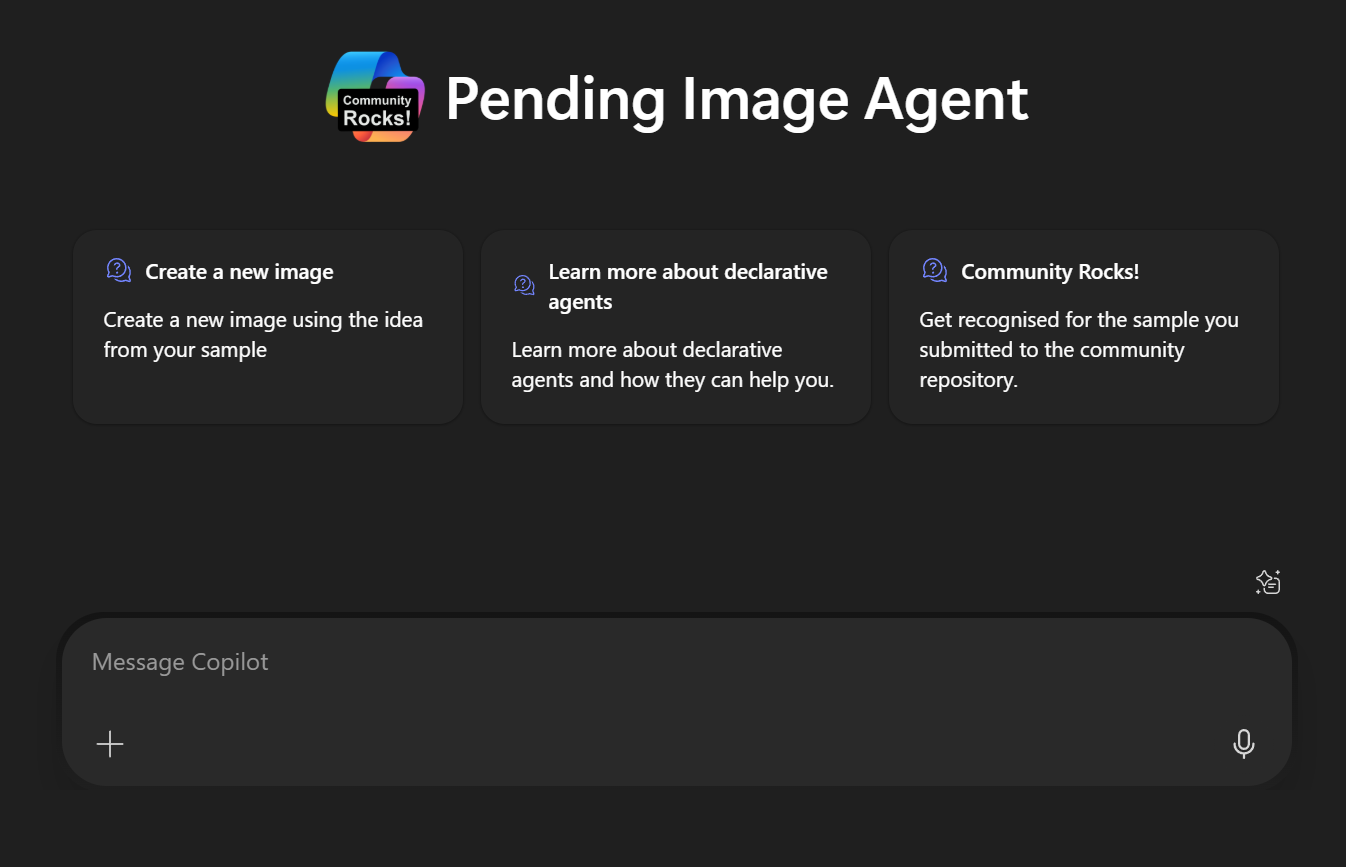 Community
Rocks!
Pending Image Agent
Create a new image
Create a new image using the idea
from your sample
Learn more about declarative
agents
Learn more about declarative
agents and how they can help you.
Community Rocks!
Get recognised for the sample you
submitted to the community
repository.
Message Copilot